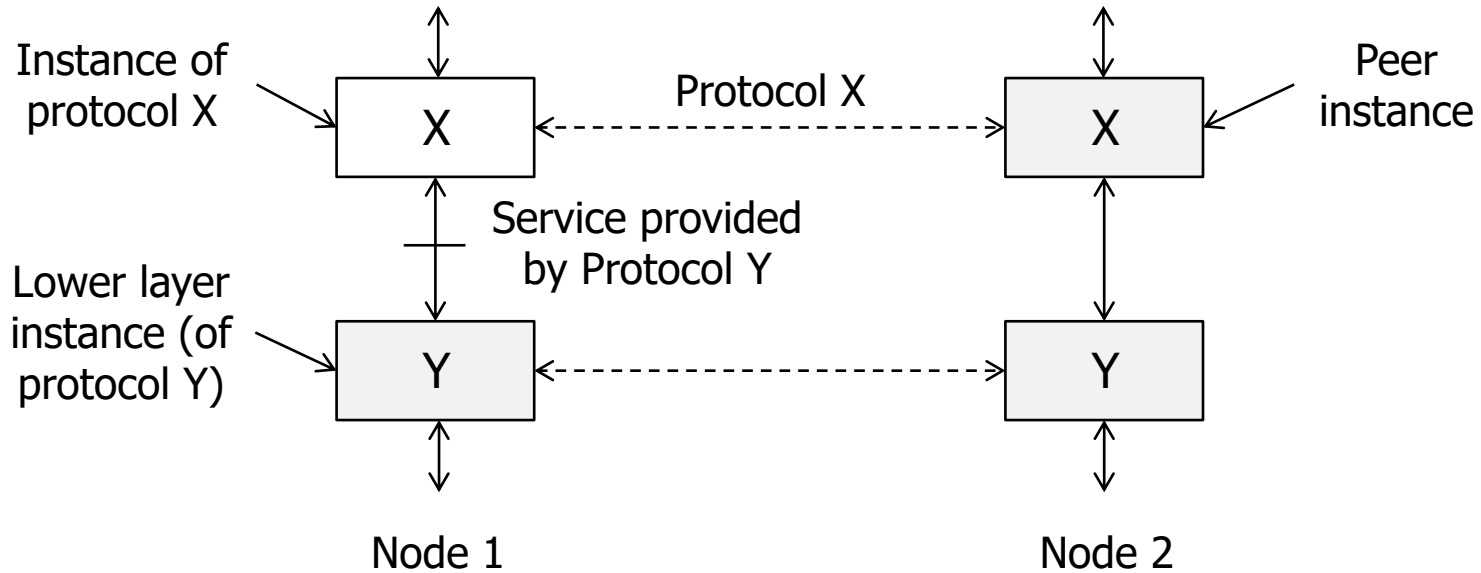 Instance of
protocol X
X
Protocol X
X
Peer
instance
Service provided
by Protocol Y
Lower layer
instance (of
protocol Y)
Y
Y
Node 1
Node 2